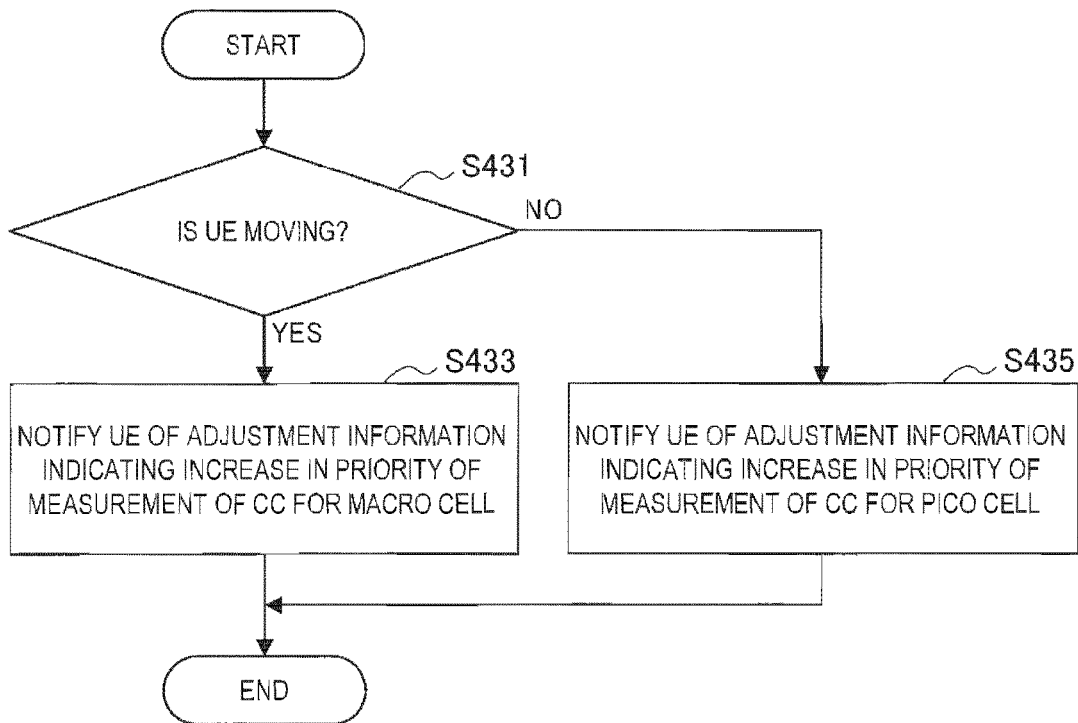 START
S431
IS UE MOVING?
NO
YES
S433
NOTIFY UE OF ADJUSTMENT INFORMATION
INDICATING INCREASE IN PRIORITY OF
MEASUREMENT OF CC FOR MACRO CELL
S435
NOTIFY UE OF ADJUSTMENT INFORMATION
INDICATING INCREASE IN PRIORITY OF
MEASUREMENT OF CC FOR PICO CELL
END